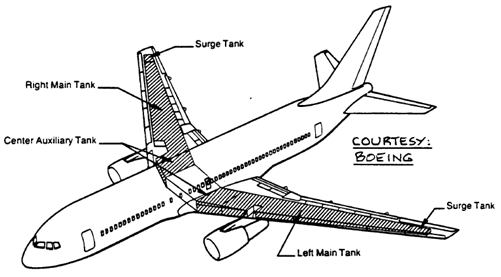 Surge Tank
Right Main Tank
Center Auxiliary Tank
COURTESY:
BOEING
Surge Tank
Left Main Tank